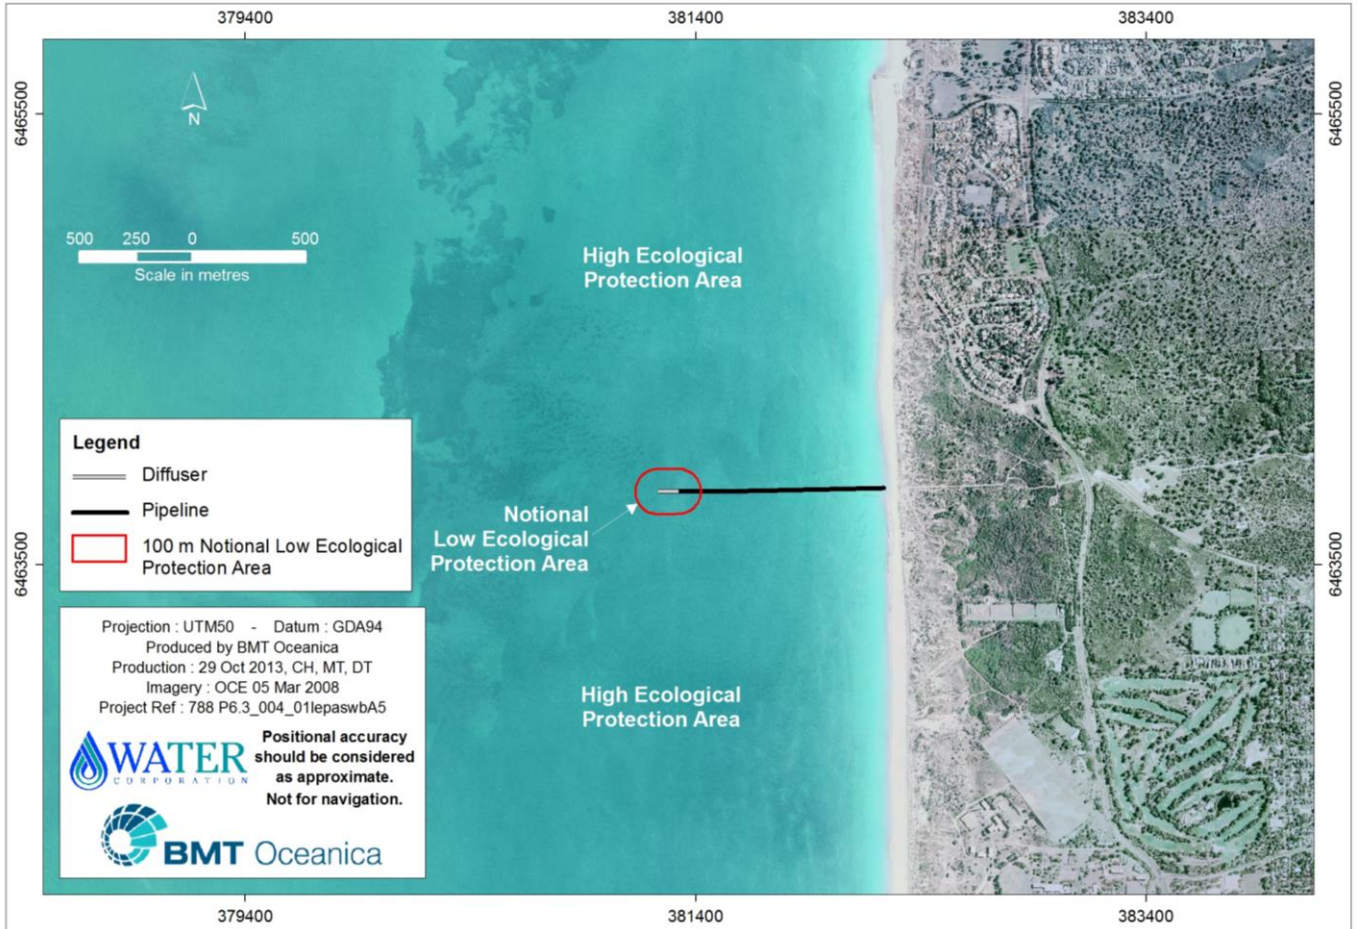 379400
381400
383400
6465500
6465500
N
500 250 0 500
Scale in metres
High Ecological
Protection Area
Legend
Diffuser
Pipeline
100 m Notional Low Ecological
Protection Area
Notional
Low Ecological
Protection Area
6463500
6463500
Projection : UTM50 - Datum : GDA94
Produced by BMT Oceanica
Production : 29 Oct 2013, CH, MT, DT
Imagery : OCE 05 Mar 2008
Project Ref : 788 P6.3_004_01lepaswbA5
High Ecological
Protection Area
WATER
CORPORATION
Positional accuracy
should be considered
as approximate.
Not for navigation.
BMT Oceanica
379400
381400
383400